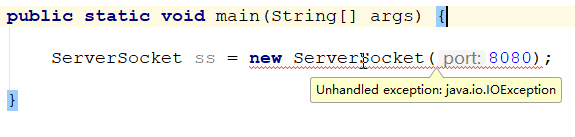 public static void main(String[] args) {
ServerSocket ss = new ServerSocket( port: 8080);
Unhandled exception: java.io.IOException
}